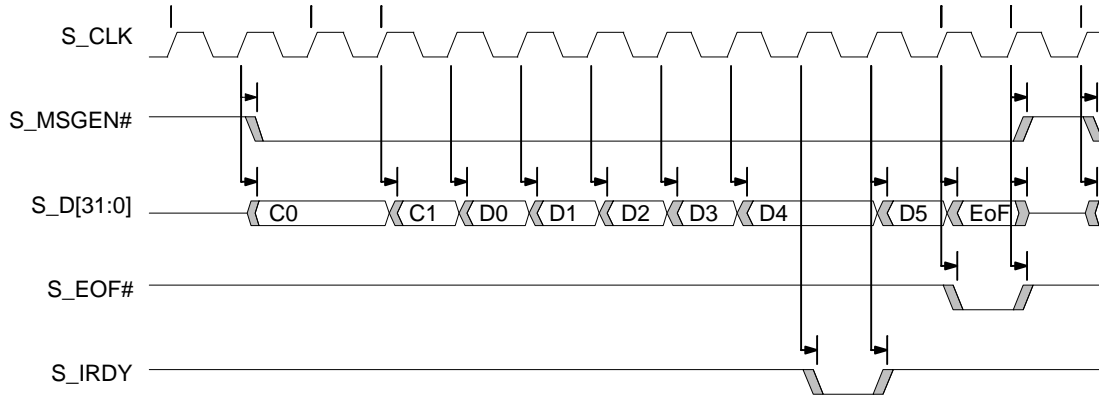 S_CLK
S_MSGEN#
S_D[31:0]
C0 C1 D0 D1 D2 D3 D4 D5 EoF
S_EOF#
S_IRDY